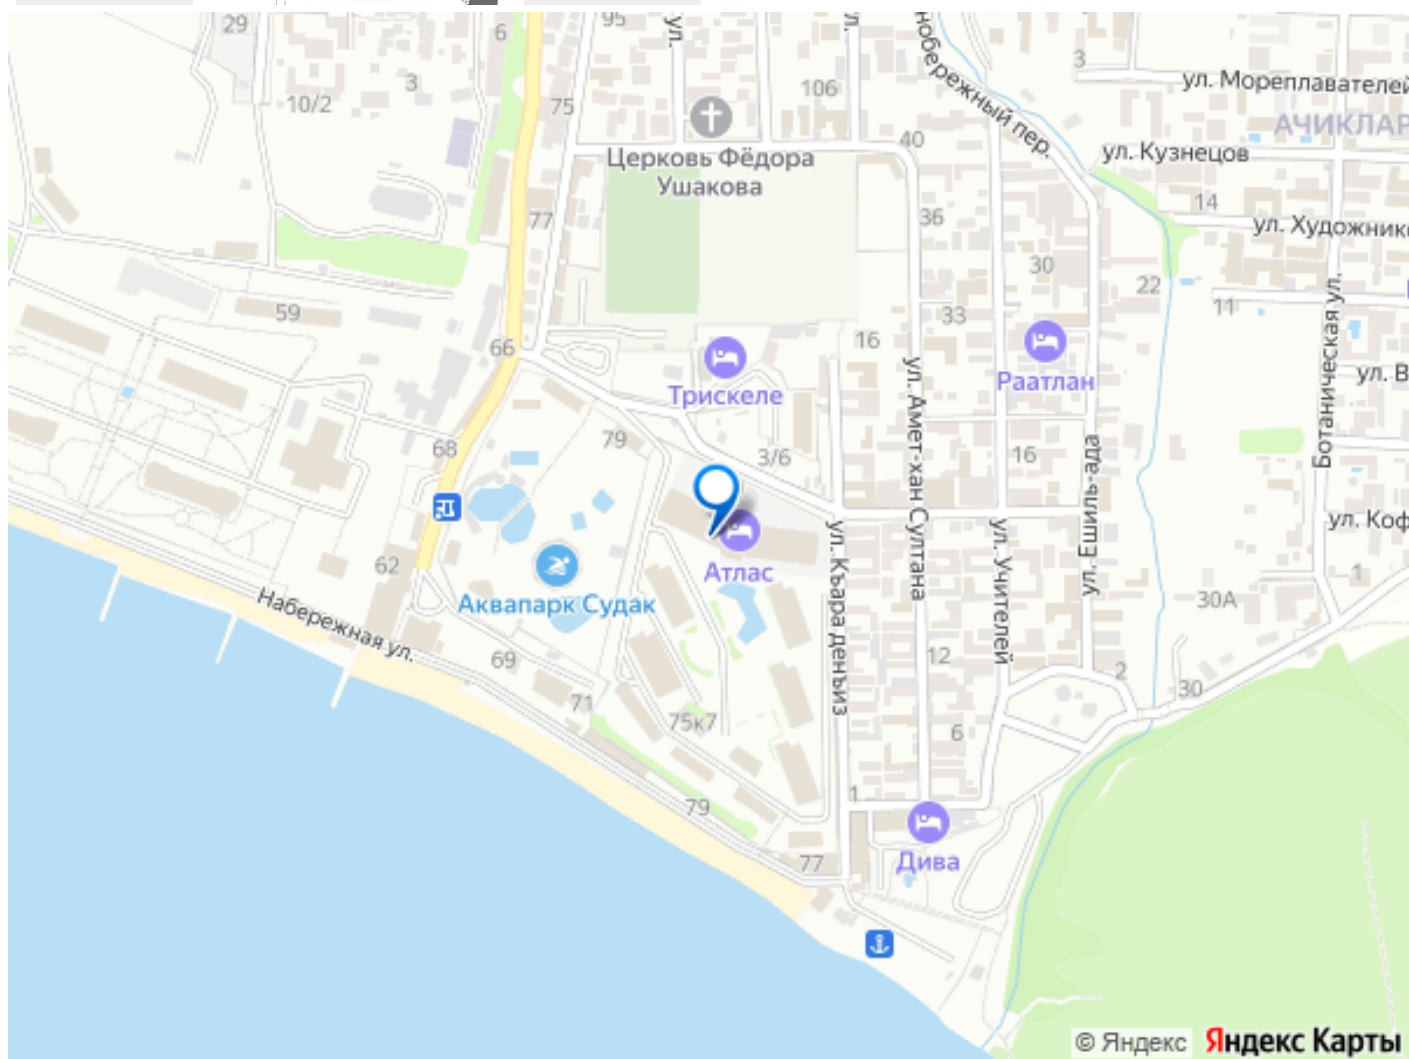 29
6
95
ул.
ул.
нобережный пер.
3
ул. Мореплавателей
3
10/2
75
106
АЧИКЛАР
40
ул. Кузнецов
Церковь Фёдора
Ушакова
14
77
36
ул. Художнико
30
22
59
11
33
Ботаническая ул.
66
16
Трискеле
Раатлан
ул. В
ул. Амет-хан Султана
79
68
3/6
16
ул. Ешиль-ада
ул. Коф
ул. Къара денъиз
ул. Учителей
62
Атлас
1
Аквапарк Судак
30А
Набережная ул.
69
12
2
30
71
75к7
6
79
1
77
Дива
© Яндекс Яндекс Карты